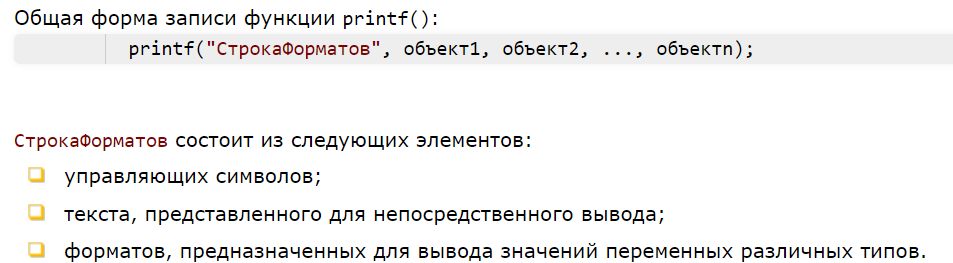 Общая форма записи функции printf():
printf("СтрокаФорматов", объект1, объект2, ..., объектn);
СтрокаФорматов состоит из следующих элементов:
управляющих символов;
текста, представленного для непосредственного вывода;
форматов, предназначенных для вывода значений переменных различных типов.